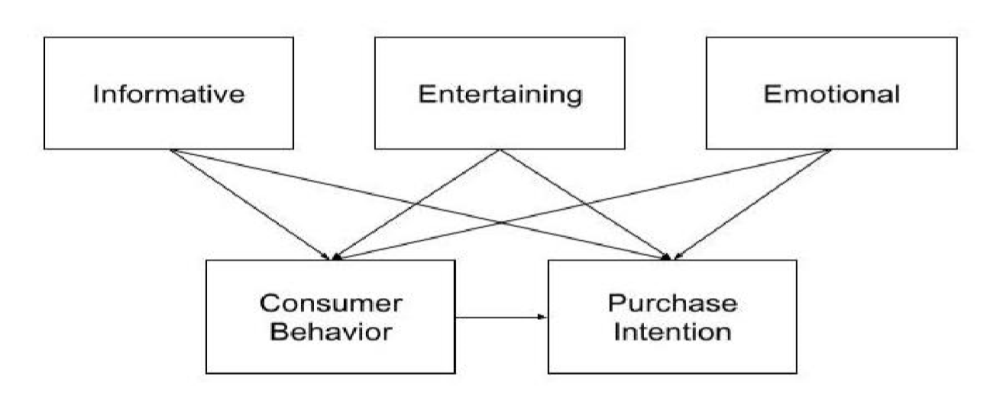 Informative
Entertaining
Emotional
Consumer
Behavior
Purchase
Intention